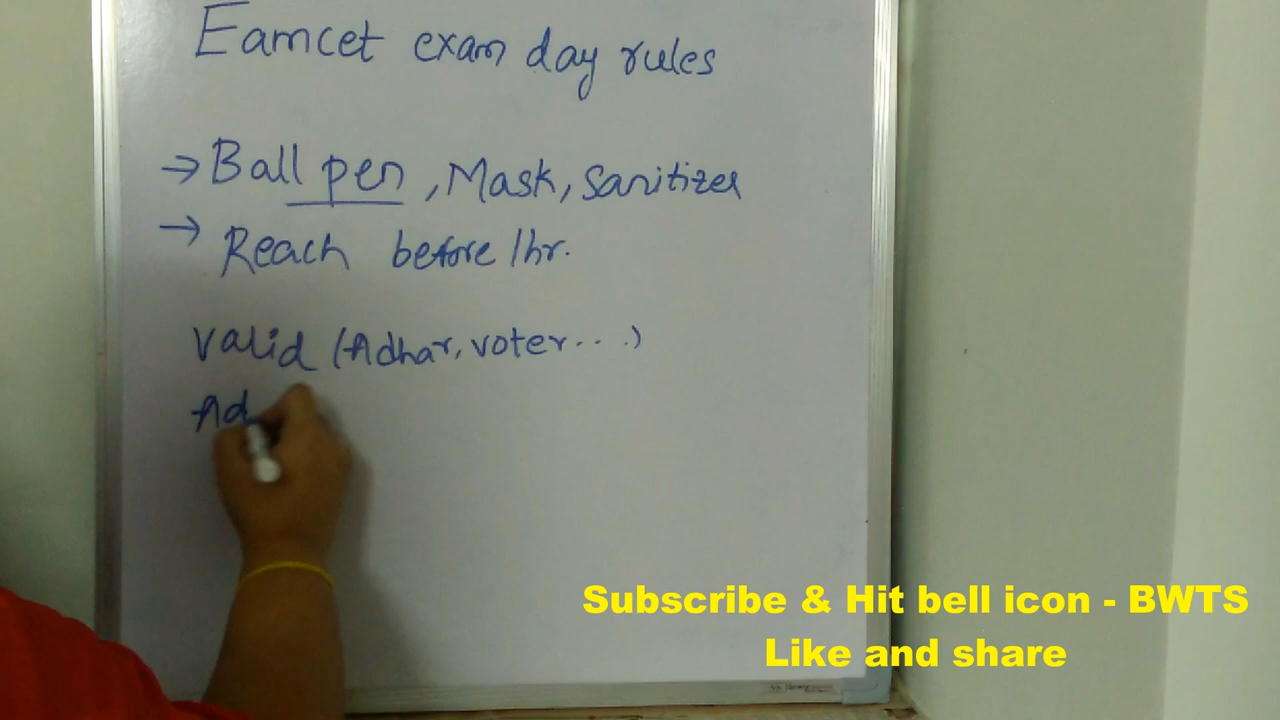 Eamcet exam day rules
→ Ball pen, Mask, Sanitizer
→ Reach before 1hr.
Valid (Adhar, voter....)
Ad
Subscribe & Hit bell icon - BWTS
Like and share